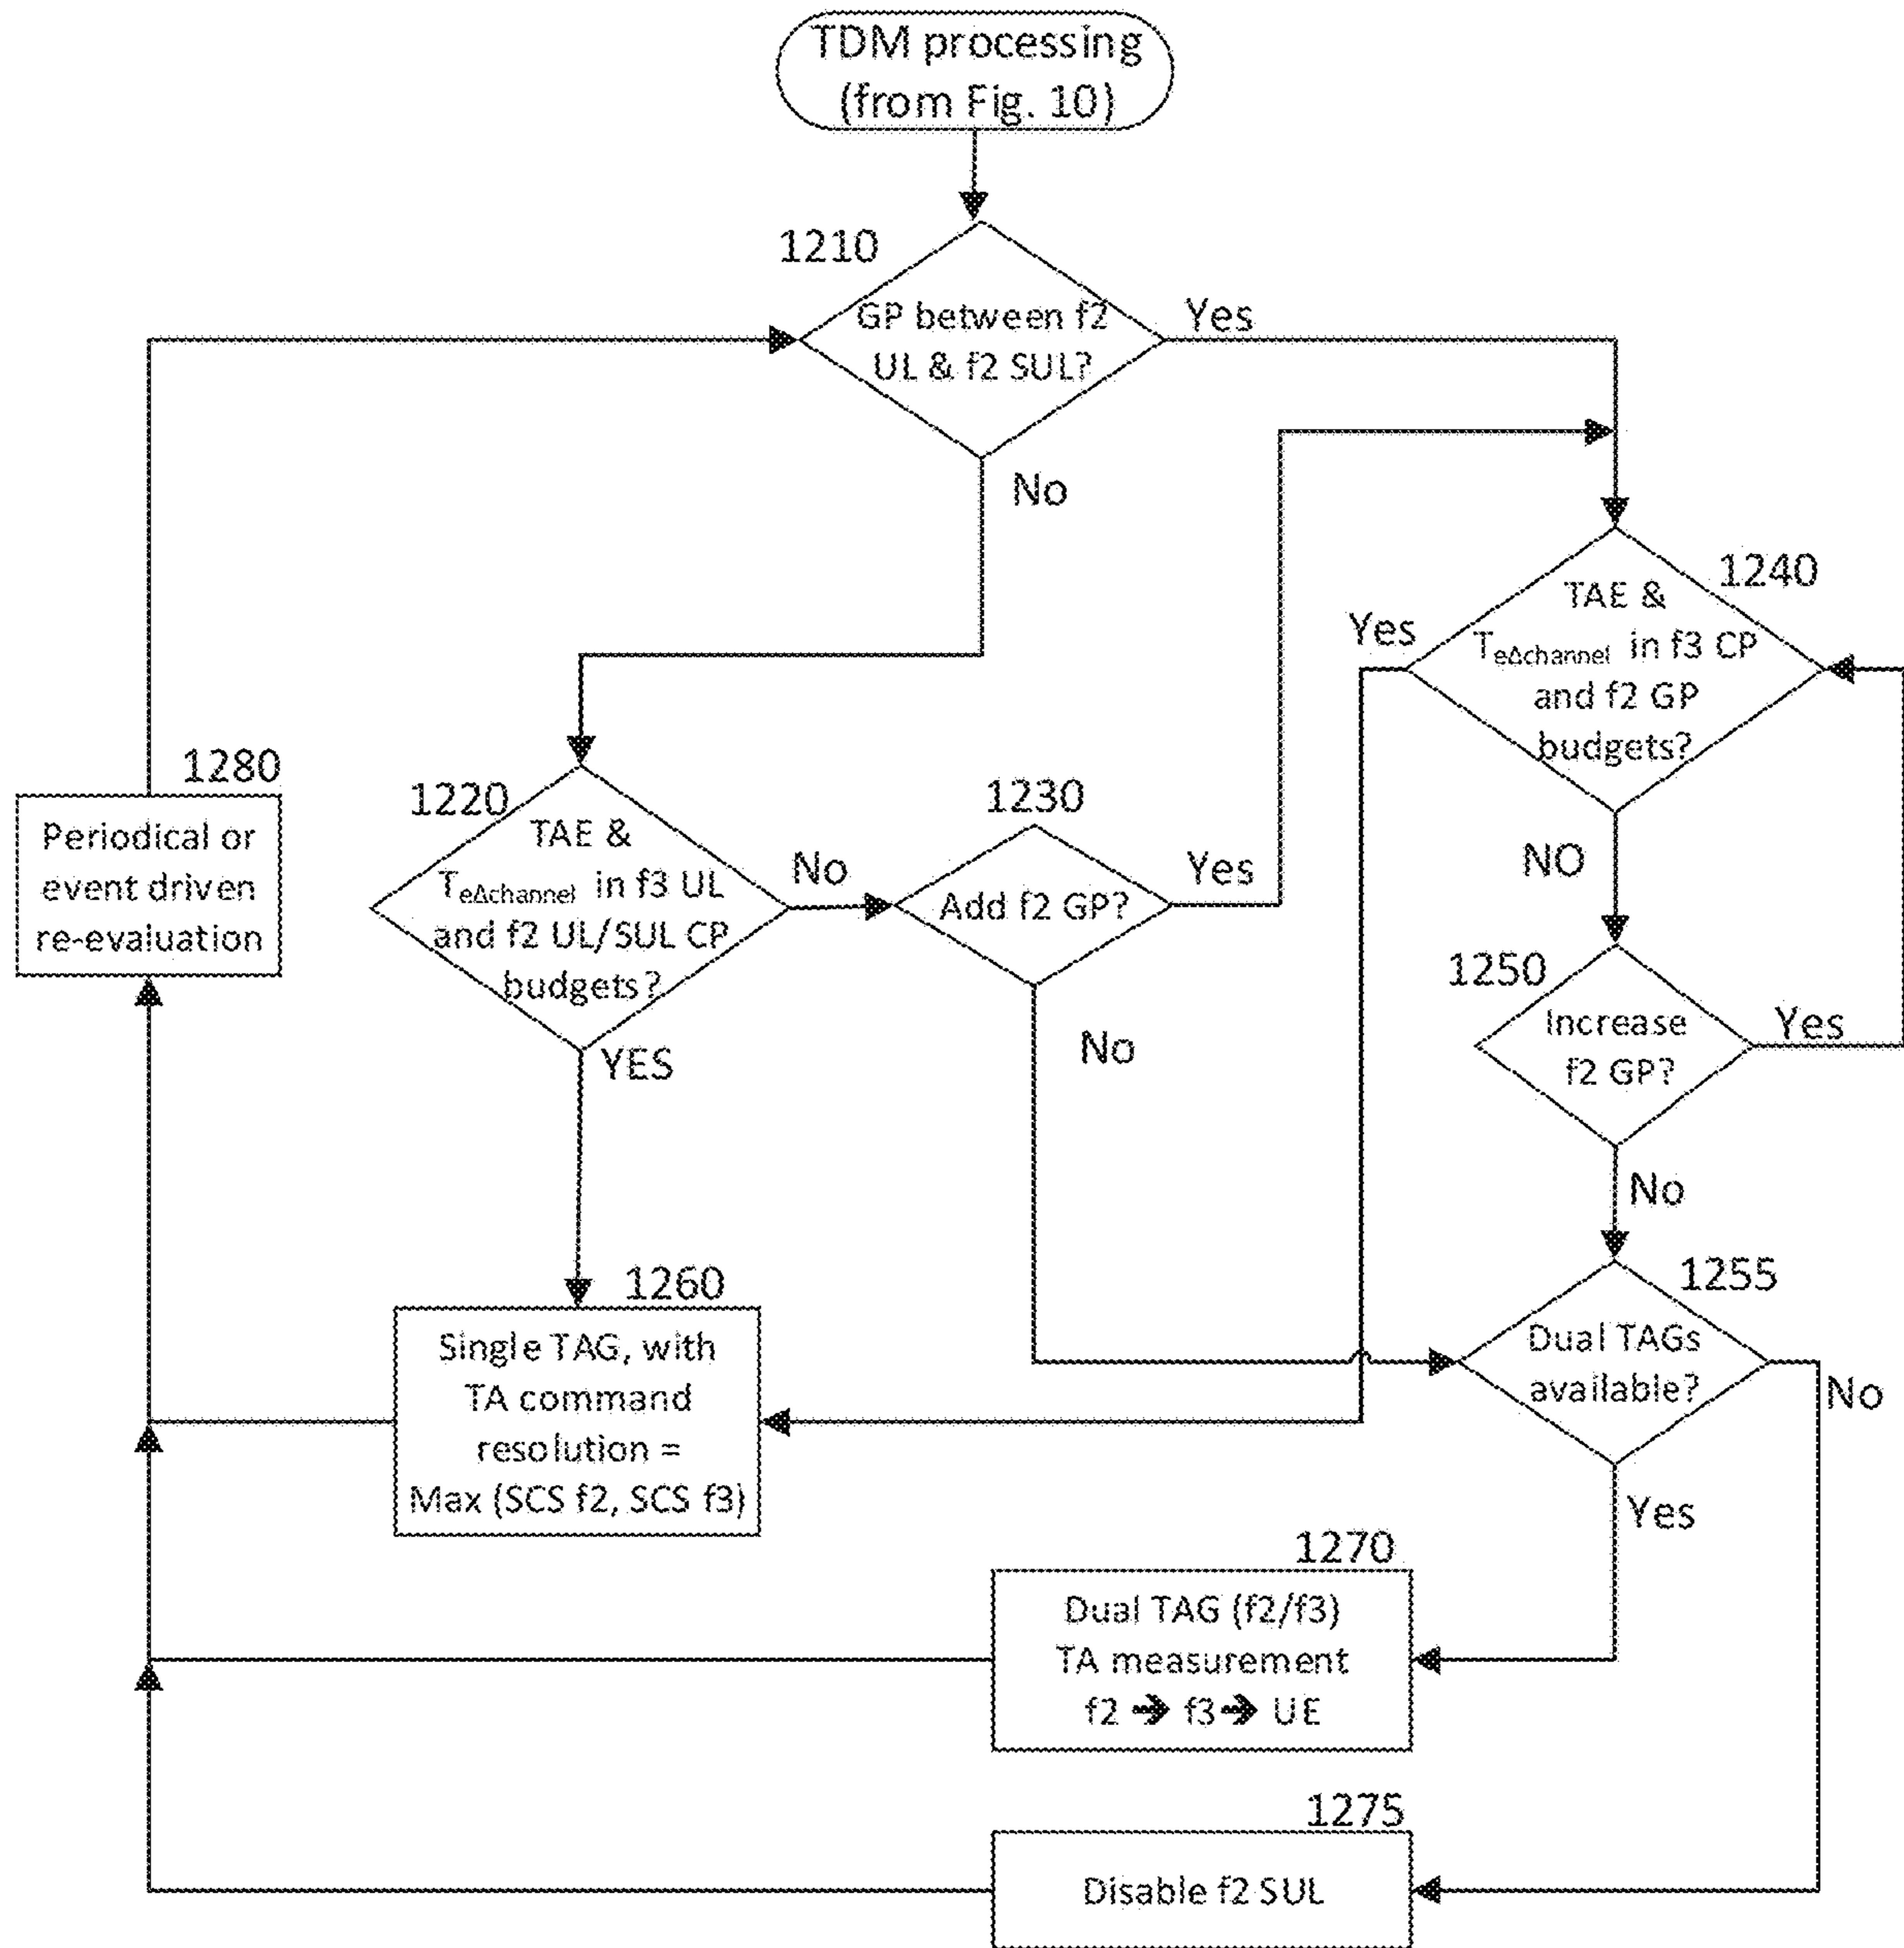 TDM processing
(from Fig. 10)
1210
GP between f2
UL & f2 SUL?
Yes
No
1240
TAE &
TeΔchannel in f3 CP
and f2 GP
budgets?
Yes
NO
1280
Periodical or
event driven
re-evaluation
1220
TAE &
TeΔchannel in f3 UL
and f2 UL/SUL CP
budgets?
No
YES
1230
Add f2 GP?
Yes
No
1250
Increase
f2 GP?
Yes
No
1260
Single TAG, with
TA command
resolution =
Max (SCS f2, SCS f3)
1255
Dual TAGs
available?
No
Yes
1270
Dual TAG (f2/f3)
TA measurement
f2 ➔ f3 ➔ UE
1275
Disable f2 SUL